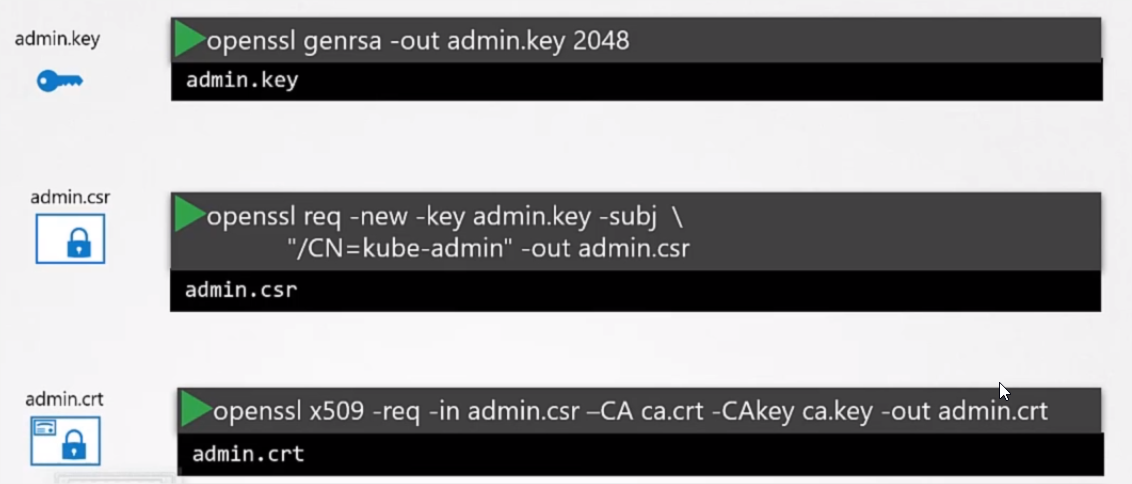 admin.key
openssl genrsa -out admin.key 2048
admin.key
admin.csr
openssl req -new -key admin.key -subj \
"/CN=kube-admin" -out admin.csr
admin.csr
admin.crt
openssl x509 -req -in admin.csr –CA ca.crt -CAkey ca.key -out admin.crt
admin.crt